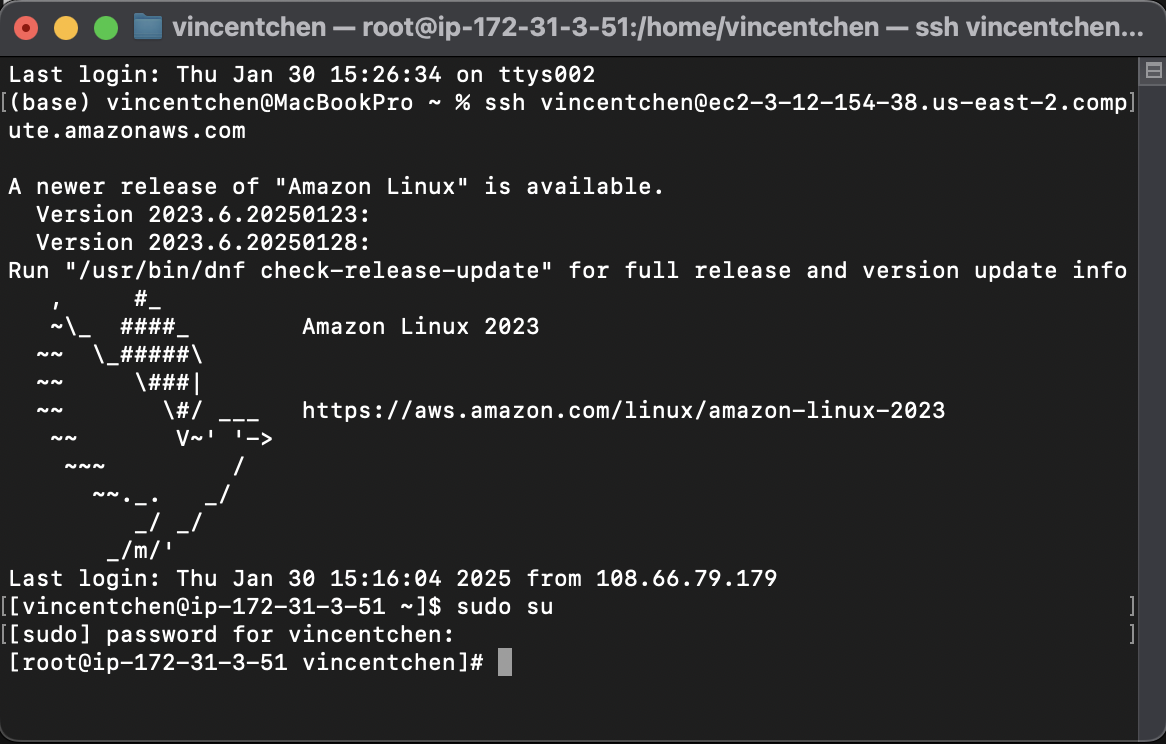 vincentchen — root@ip-172-31-3-51:/home/vincentchen — ssh vincentchen...
Last login: Thu Jan 30 15:26:34 on ttys002
[(base) vincentchen@MacBookPro ~ % ssh vincentchen@ec2-3-12-154-38.us-east-2.comp]
ute.amazonaws.com

A newer release of "Amazon Linux" is available.
  Version 2023.6.20250123:
  Version 2023.6.20250128:
Run "/usr/bin/dnf check-release-update" for full release and version update info
   ,     #_
   ~\_  ####_        Amazon Linux 2023
  ~~  \_#####\
  ~~     \###|
  ~~       \#/ ___   https://aws.amazon.com/linux/amazon-linux-2023
   ~~       V~' '->
    ~~~         /
      ~~._.   _/
         _/ _/
       _/m/'
Last login: Thu Jan 30 15:16:04 2025 from 108.66.79.179
[[vincentchen@ip-172-31-3-51 ~]$ sudo su ]
[[sudo] password for vincentchen: ]
[root@ip-172-31-3-51 vincentchen]#